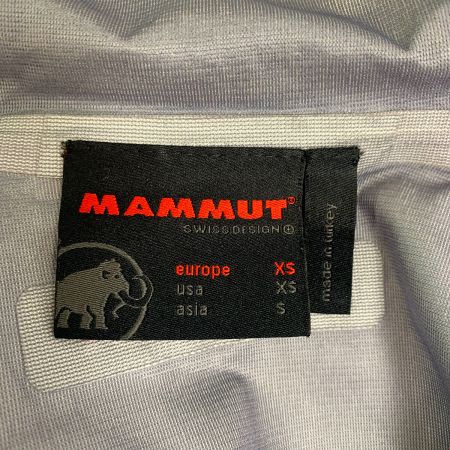 MAMMUT®
SWISS DESIGN
europe XS
usa XS
asia S
made in turkey